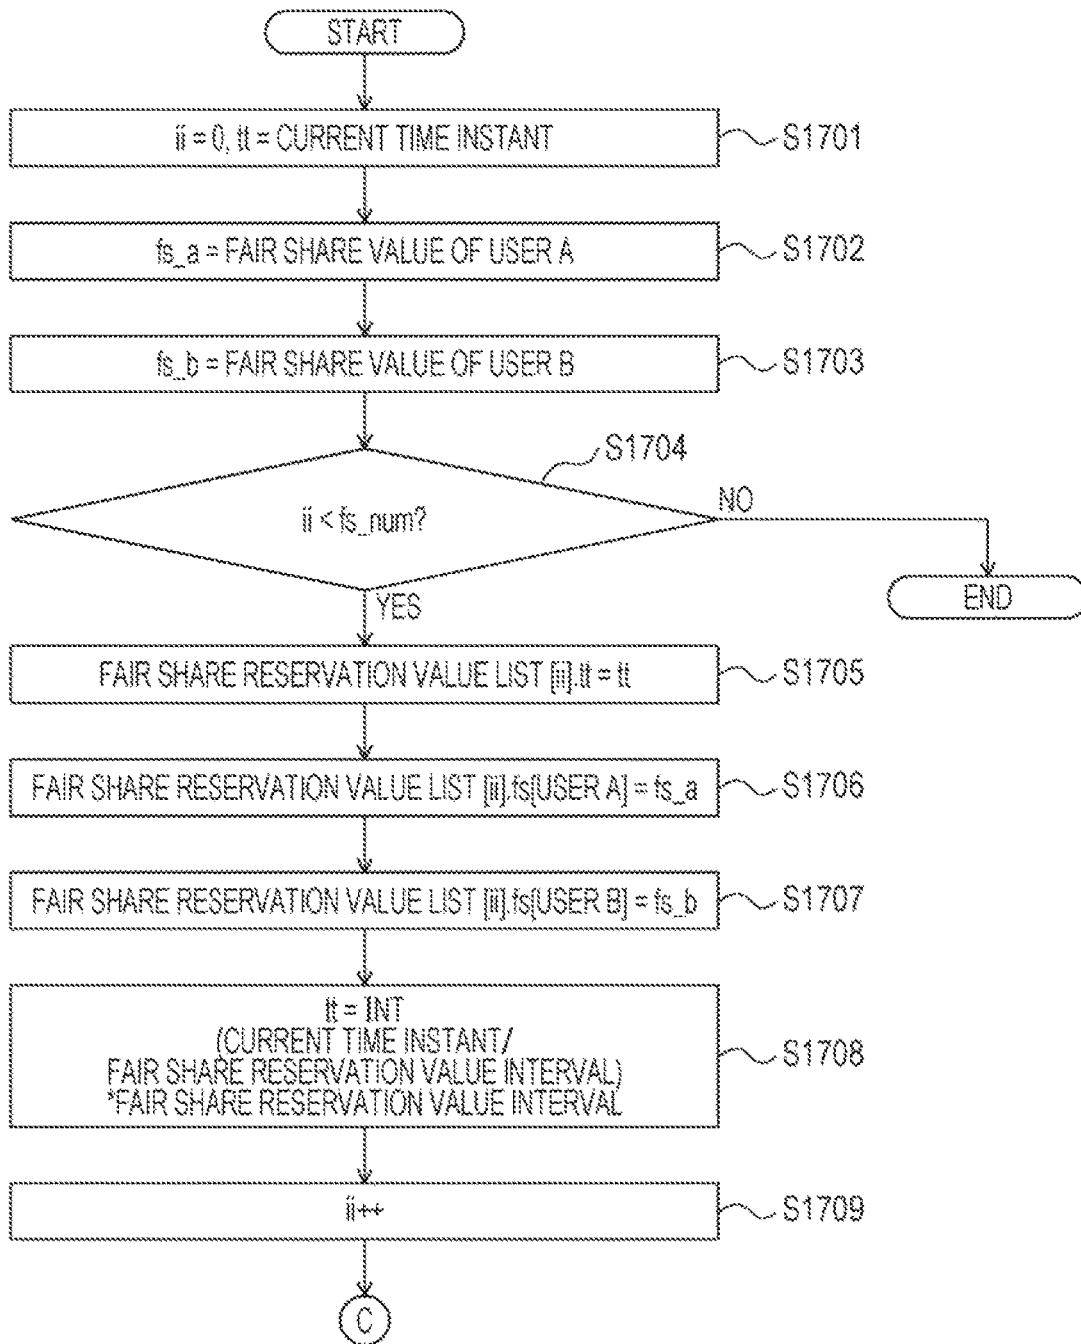 START
ii = 0, tt = CURRENT TIME INSTANT
S1701
fs_a = FAIR SHARE VALUE OF USER A
S1702
fs_b = FAIR SHARE VALUE OF USER B
S1703
S1704
ii < fs_num?
NO
END
YES
FAIR SHARE RESERVATION VALUE LIST [ii].tt = tt
S1705
FAIR SHARE RESERVATION VALUE LIST [ii].fs[USER A] = fs_a
S1706
FAIR SHARE RESERVATION VALUE LIST [ii].fs[USER B] = fs_b
S1707
tt = INT
(CURRENT TIME INSTANT/
FAIR SHARE RESERVATION VALUE INTERVAL)
*FAIR SHARE RESERVATION VALUE INTERVAL
S1708
ii++
S1709
C